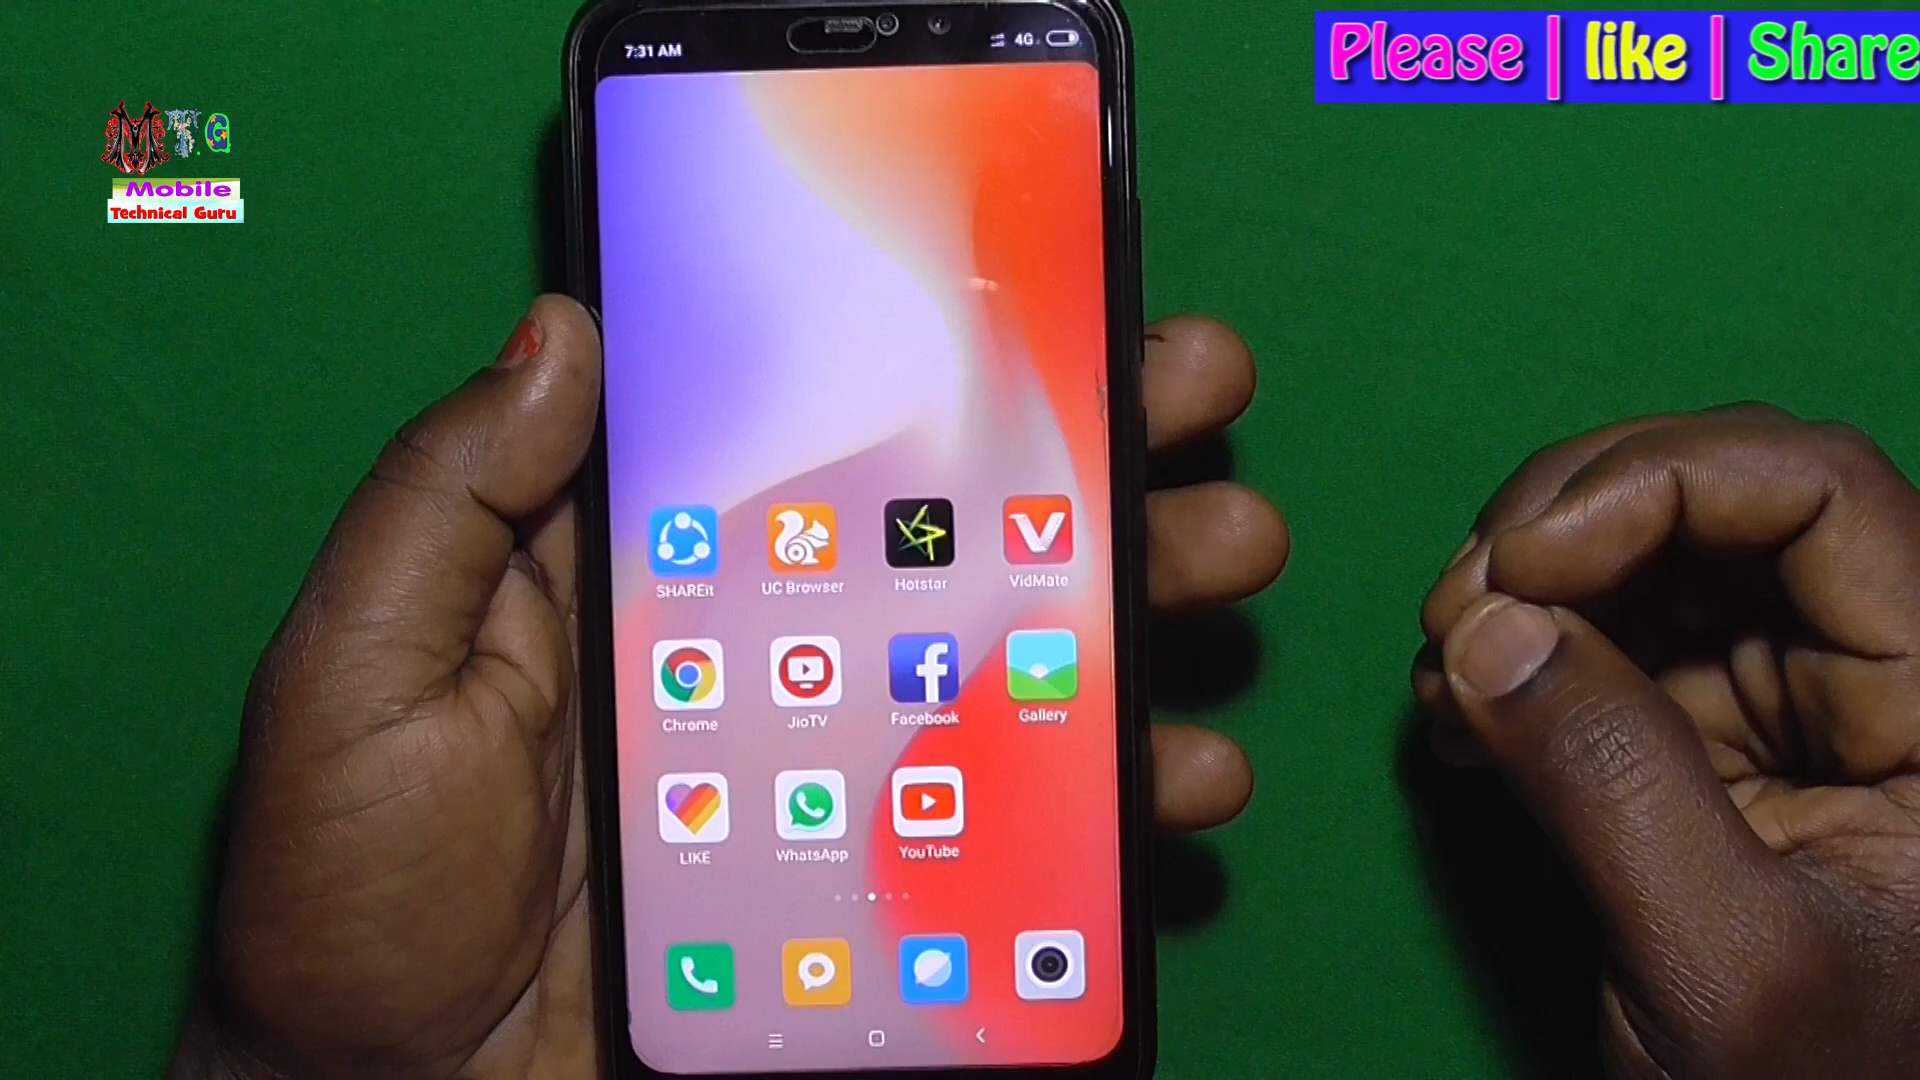 Please | like | Share
7:31 AM
4G
M T.G
Mobile
Technical Guru
SHAREit UC Browser Hotstar VidMate
Chrome JioTV Facebook Gallery
LIKE WhatsApp YouTube